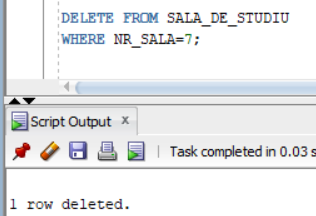 DELETE FROM SALA_DE_STUDIU
WHERE NR_SALA=7;
Script Output x
Task completed in 0.03 s
1 row deleted.